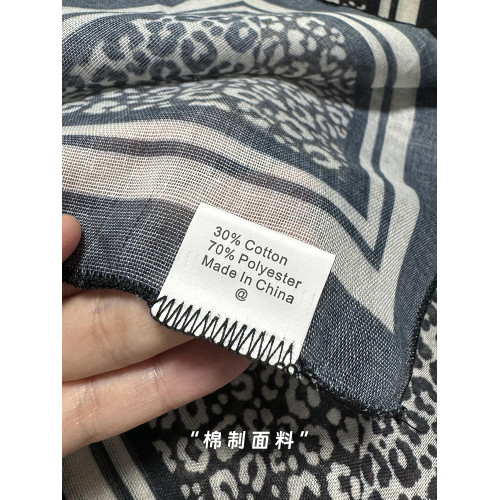 30% Cotton
70% Polyester
Made In China
@
“棉制面料”